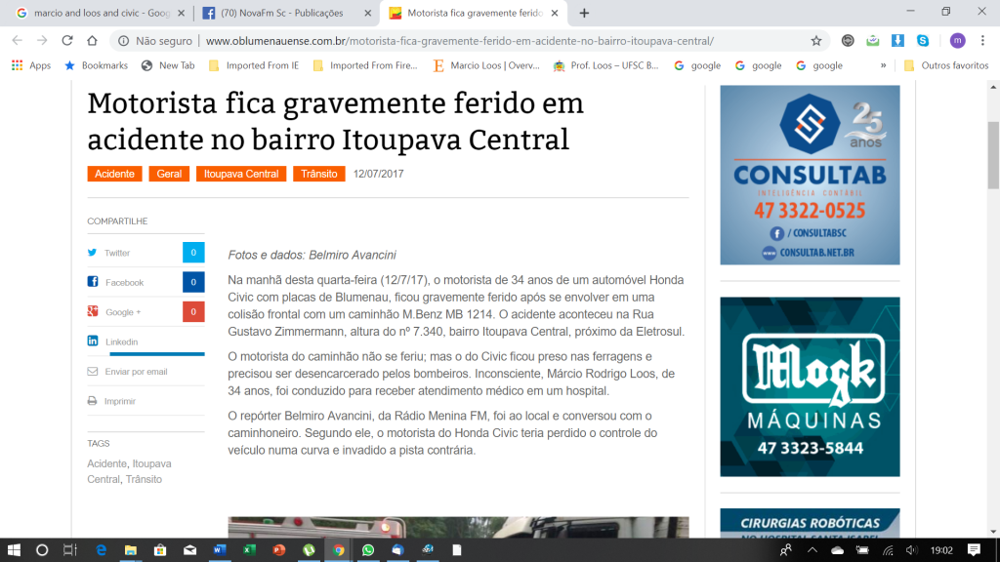 marcio and loos and civic - Goog
(70) NovaFm Sc - Publicações
Motorista fica gravemente ferido
Não seguro | www.oblumenauense.com.br/motorista-fica-gravemente-ferido-em-acidente-no-bairro-itoupava-central/
m
Apps Bookmarks New Tab Imported From IE Imported From Fire... Marcio Loos | Overv... Prof. Loos – UFSC B... google google google » Outros favoritos
Motorista fica gravemente ferido em
acidente no bairro Itoupava Central
Acidente Geral Itoupava Central Trânsito 12/07/2017
COMPARTILHE
Twitter 0
Facebook 0
Google + 0
Linkedin
Enviar por email
Imprimir
TAGS
Acidente, Itoupava
Central, Trânsito
Fotos e dados: Belmiro Avancini
Na manhã desta quarta-feira (12/7/17), o motorista de 34 anos de um automóvel Honda
Civic com placas de Blumenau, ficou gravemente ferido após se envolver em uma
colisão frontal com um caminhão M.Benz MB 1214. O acidente aconteceu na Rua
Gustavo Zimmermann, altura do nº 7.340, bairro Itoupava Central, próximo da Eletrosul.
O motorista do caminhão não se feriu; mas o do Civic ficou preso nas ferragens e
precisou ser desencarcerado pelos bombeiros. Inconsciente, Márcio Rodrigo Loos, de
34 anos, foi conduzido para receber atendimento médico em um hospital.
O repórter Belmiro Avancini, da Rádio Menina FM, foi ao local e conversou com o
caminhoneiro. Segundo ele, o motorista do Honda Civic teria perdido o controle do
veículo numa curva e invadido a pista contrária.
25
anos
CONSULTAB
INTELIGÊNCIA CONTÁBIL
47 3322-0525
/ CONSULTABSC
www CONSULTAB.NET.BR
Mogk
MÁQUINAS
47 3323-5844
CIRURGIAS ROBÓTICAS
NO HOSPITAL SANTA ISABEL
19:02